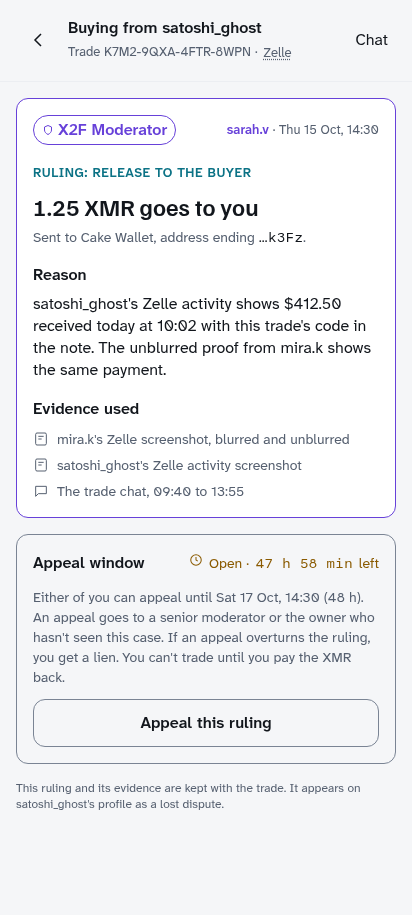 Buying from satoshi_ghost
Trade K7M2-9QXA-4FTR-8WPN · Zelle
Chat
X2F Moderator
sarah.v · Thu 15 Oct, 14:30
RULING: RELEASE TO THE BUYER
1.25 XMR goes to you
Sent to Cake Wallet, address ending …k3Fz.
Reason
satoshi_ghost's Zelle activity shows $412.50
received today at 10:02 with this trade's code in
the note. The unblurred proof from mira.k shows
the same payment.
Evidence used
mira.k's Zelle screenshot, blurred and unblurred
satoshi_ghost's Zelle activity screenshot
The trade chat, 09:40 to 13:55
Appeal window
Open · 47 h 58 min left
Either of you can appeal until Sat 17 Oct, 14:30 (48 h).
An appeal goes to a senior moderator or the owner who
hasn't seen this case. If an appeal overturns the ruling,
you get a lien. You can't trade until you pay the XMR
back.
Appeal this ruling
This ruling and its evidence are kept with the trade. It appears on
satoshi_ghost's profile as a lost dispute.